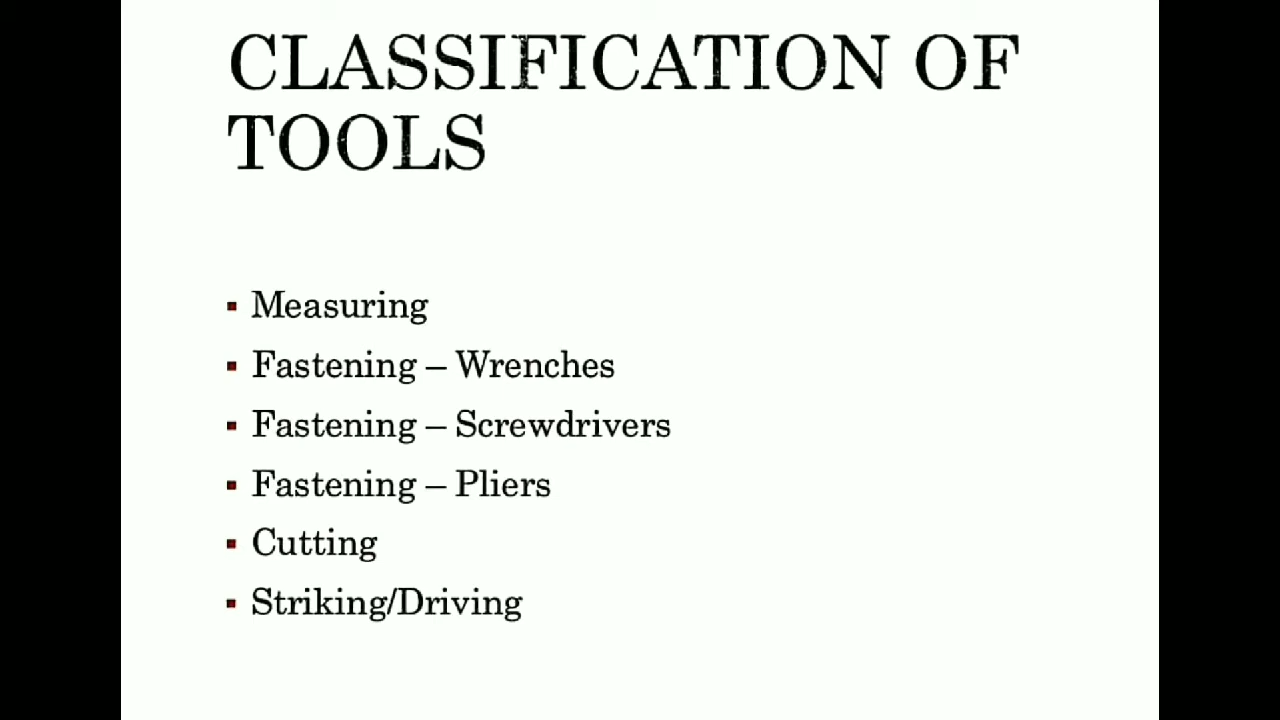 CLASSIFICATION OF
TOOLS
▪ Measuring
▪ Fastening – Wrenches
▪ Fastening – Screwdrivers
▪ Fastening – Pliers
▪ Cutting
▪ Striking/Driving